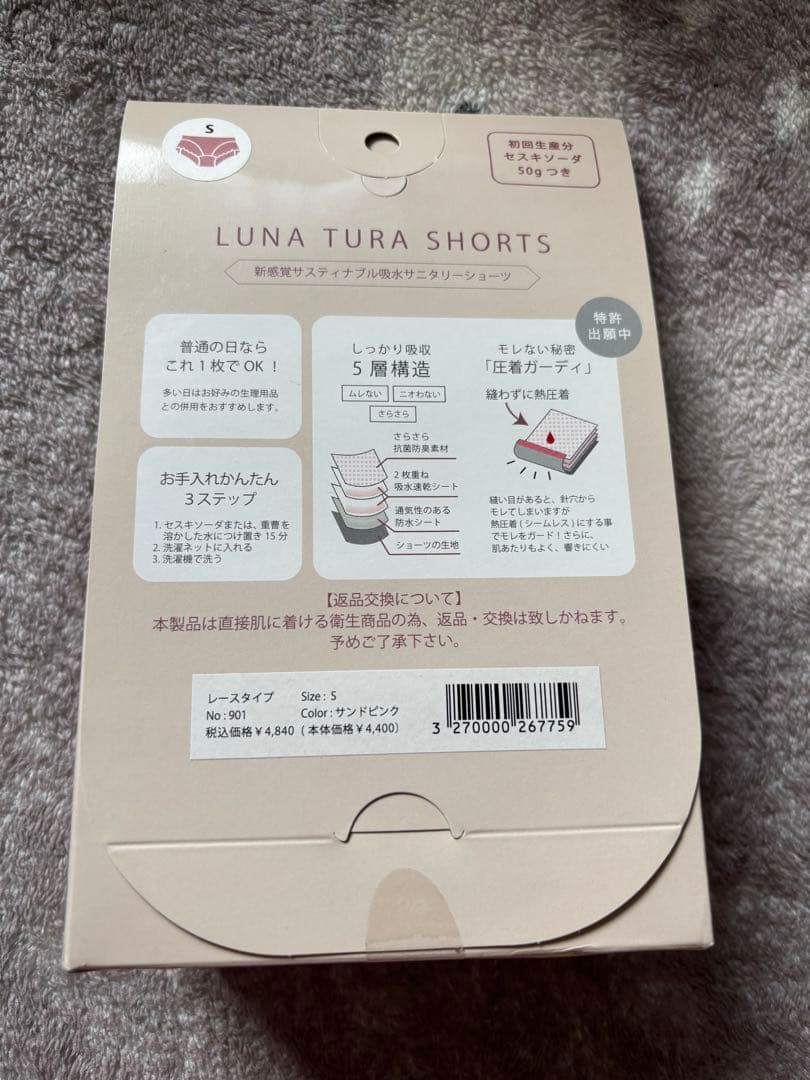 S
初回生産分
セスキソーダ
50gつき
LUNA TURA SHORTS
新感覚サスティナブル吸水サニタリーショーツ
特許
出願中
普通の日なら
これ1枚でOK！
多い日はお好みの生理用品
との併用をおすすめします。
お手入れかんたん
3ステップ
1. セスキソーダまたは、重曹を
溶かした水につけ置き15分
2. 洗濯ネットに入れる
3. 洗濯機で洗う
しっかり吸収
5層構造
ムレない ニオわない
さらさら
さらさら
抗菌防臭素材
2枚重ね
吸水速乾シート
通気性のある
防水シート
ショーツの生地
モレない秘密
「圧着ガーディ」
縫わずに熱圧着
縫い目があると、針穴から
モレてしまいますが
熱圧着(シームレス)にする事
でモレをガード！さらに、
肌あたりもよく、響きにくい
【返品交換について】
本製品は直接肌に着ける衛生商品の為、返品・交換は致しかねます。
予めご了承下さい。
レースタイプ Size : S
No : 901 Color : サンドピンク
税込価格¥4,840 (本体価格¥4,400)
3 270000 267759